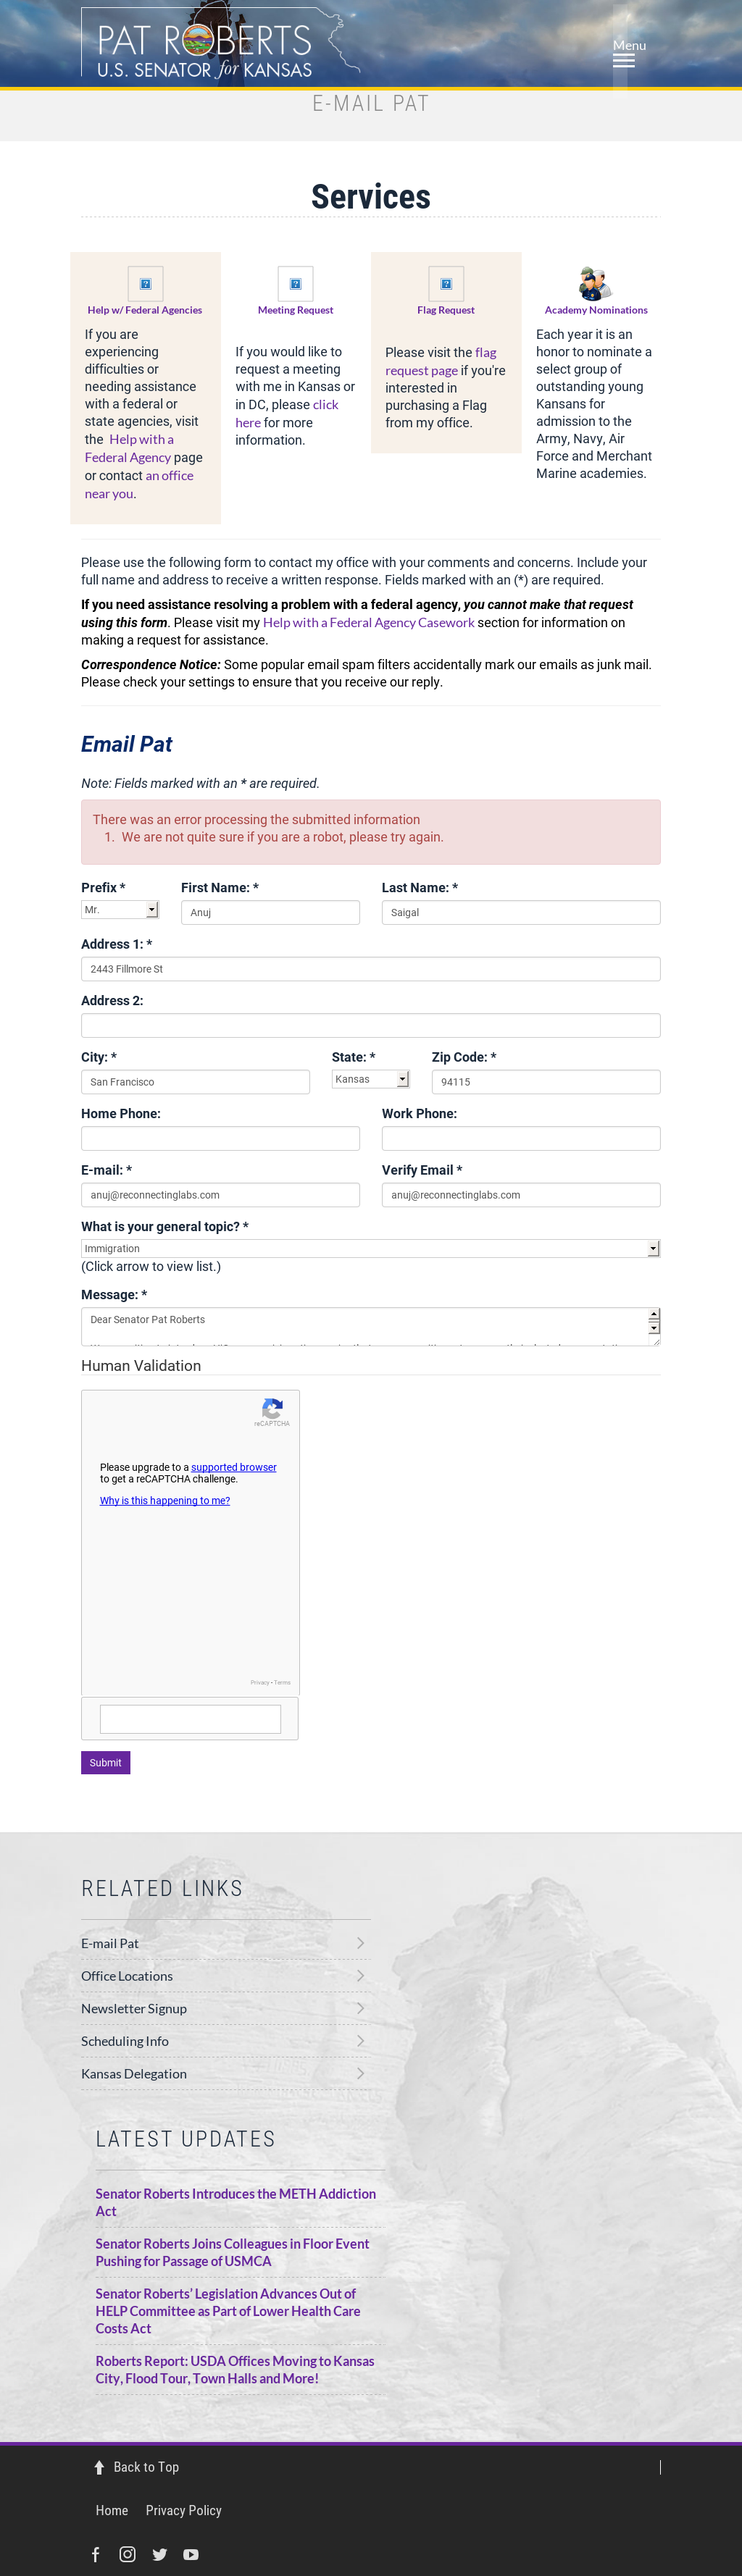 PAT ROBERTS
U.S. SENATOR for KANSAS
Menu
E-MAIL PAT
Services
Help w/ Federal Agencies
If you are
experiencing
difficulties or
needing assistance
with a federal or
state agencies, visit
the Help with a
Federal Agency page
or contact an office
near you.
Meeting Request
If you would like to
request a meeting
with me in Kansas or
in DC, please click
here for more
information.
Flag Request
Please visit the flag
request page if you're
interested in
purchasing a Flag
from my office.
Academy Nominations
Each year it is an
honor to nominate a
select group of
outstanding young
Kansans for
admission to the
Army, Navy, Air
Force and Merchant
Marine academies.
Please use the following form to contact my office with your comments and concerns. Include your
full name and address to receive a written response. Fields marked with an (*) are required.
If you need assistance resolving a problem with a federal agency, you cannot make that request
using this form. Please visit my Help with a Federal Agency Casework section for information on
making a request for assistance.
Correspondence Notice: Some popular email spam filters accidentally mark our emails as junk mail.
Please check your settings to ensure that you receive our reply.
Email Pat
Note: Fields marked with an * are required.
There was an error processing the submitted information
1. We are not quite sure if you are a robot, please try again.
Prefix * First Name: * Last Name: *
Mr. Anuj Saigal
Address 1: *
2443 Fillmore St
Address 2:
City: * State: * Zip Code: *
San Francisco Kansas 94115
Home Phone: Work Phone:
E-mail: * Verify Email *
anuj@reconnectinglabs.com anuj@reconnectinglabs.com
What is your general topic? *
Immigration
(Click arrow to view list.)
Message: *
Dear Senator Pat Roberts
Human Validation
reCAPTCHA
Please upgrade to a supported browser
to get a reCAPTCHA challenge.
Why is this happening to me?
Privacy • Terms
Submit
RELATED LINKS
E-mail Pat
Office Locations
Newsletter Signup
Scheduling Info
Kansas Delegation
LATEST UPDATES
Senator Roberts Introduces the METH Addiction
Act
Senator Roberts Joins Colleagues in Floor Event
Pushing for Passage of USMCA
Senator Roberts’ Legislation Advances Out of
HELP Committee as Part of Lower Health Care
Costs Act
Roberts Report: USDA Offices Moving to Kansas
City, Flood Tour, Town Halls and More!
Back to Top
Home Privacy Policy